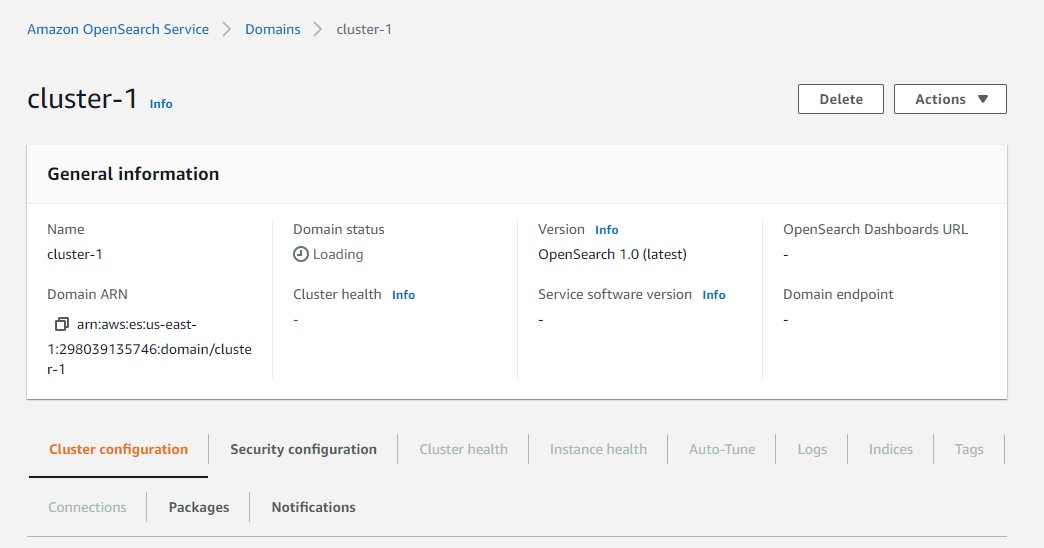 Amazon OpenSearch Service > Domains > cluster-1
cluster-1 Info
Delete
Actions ▼
General information
Name
cluster-1
Domain ARN
arn:aws:es:us-east-
1:298039135746:domain/cluste
r-1
Domain status
Loading
Cluster health Info
-
Version Info
OpenSearch 1.0 (latest)
Service software version Info
-
OpenSearch Dashboards URL
-
Domain endpoint
-
Cluster configuration
Security configuration
Cluster health
Instance health
Auto-Tune
Logs
Indices
Tags
Connections
Packages
Notifications